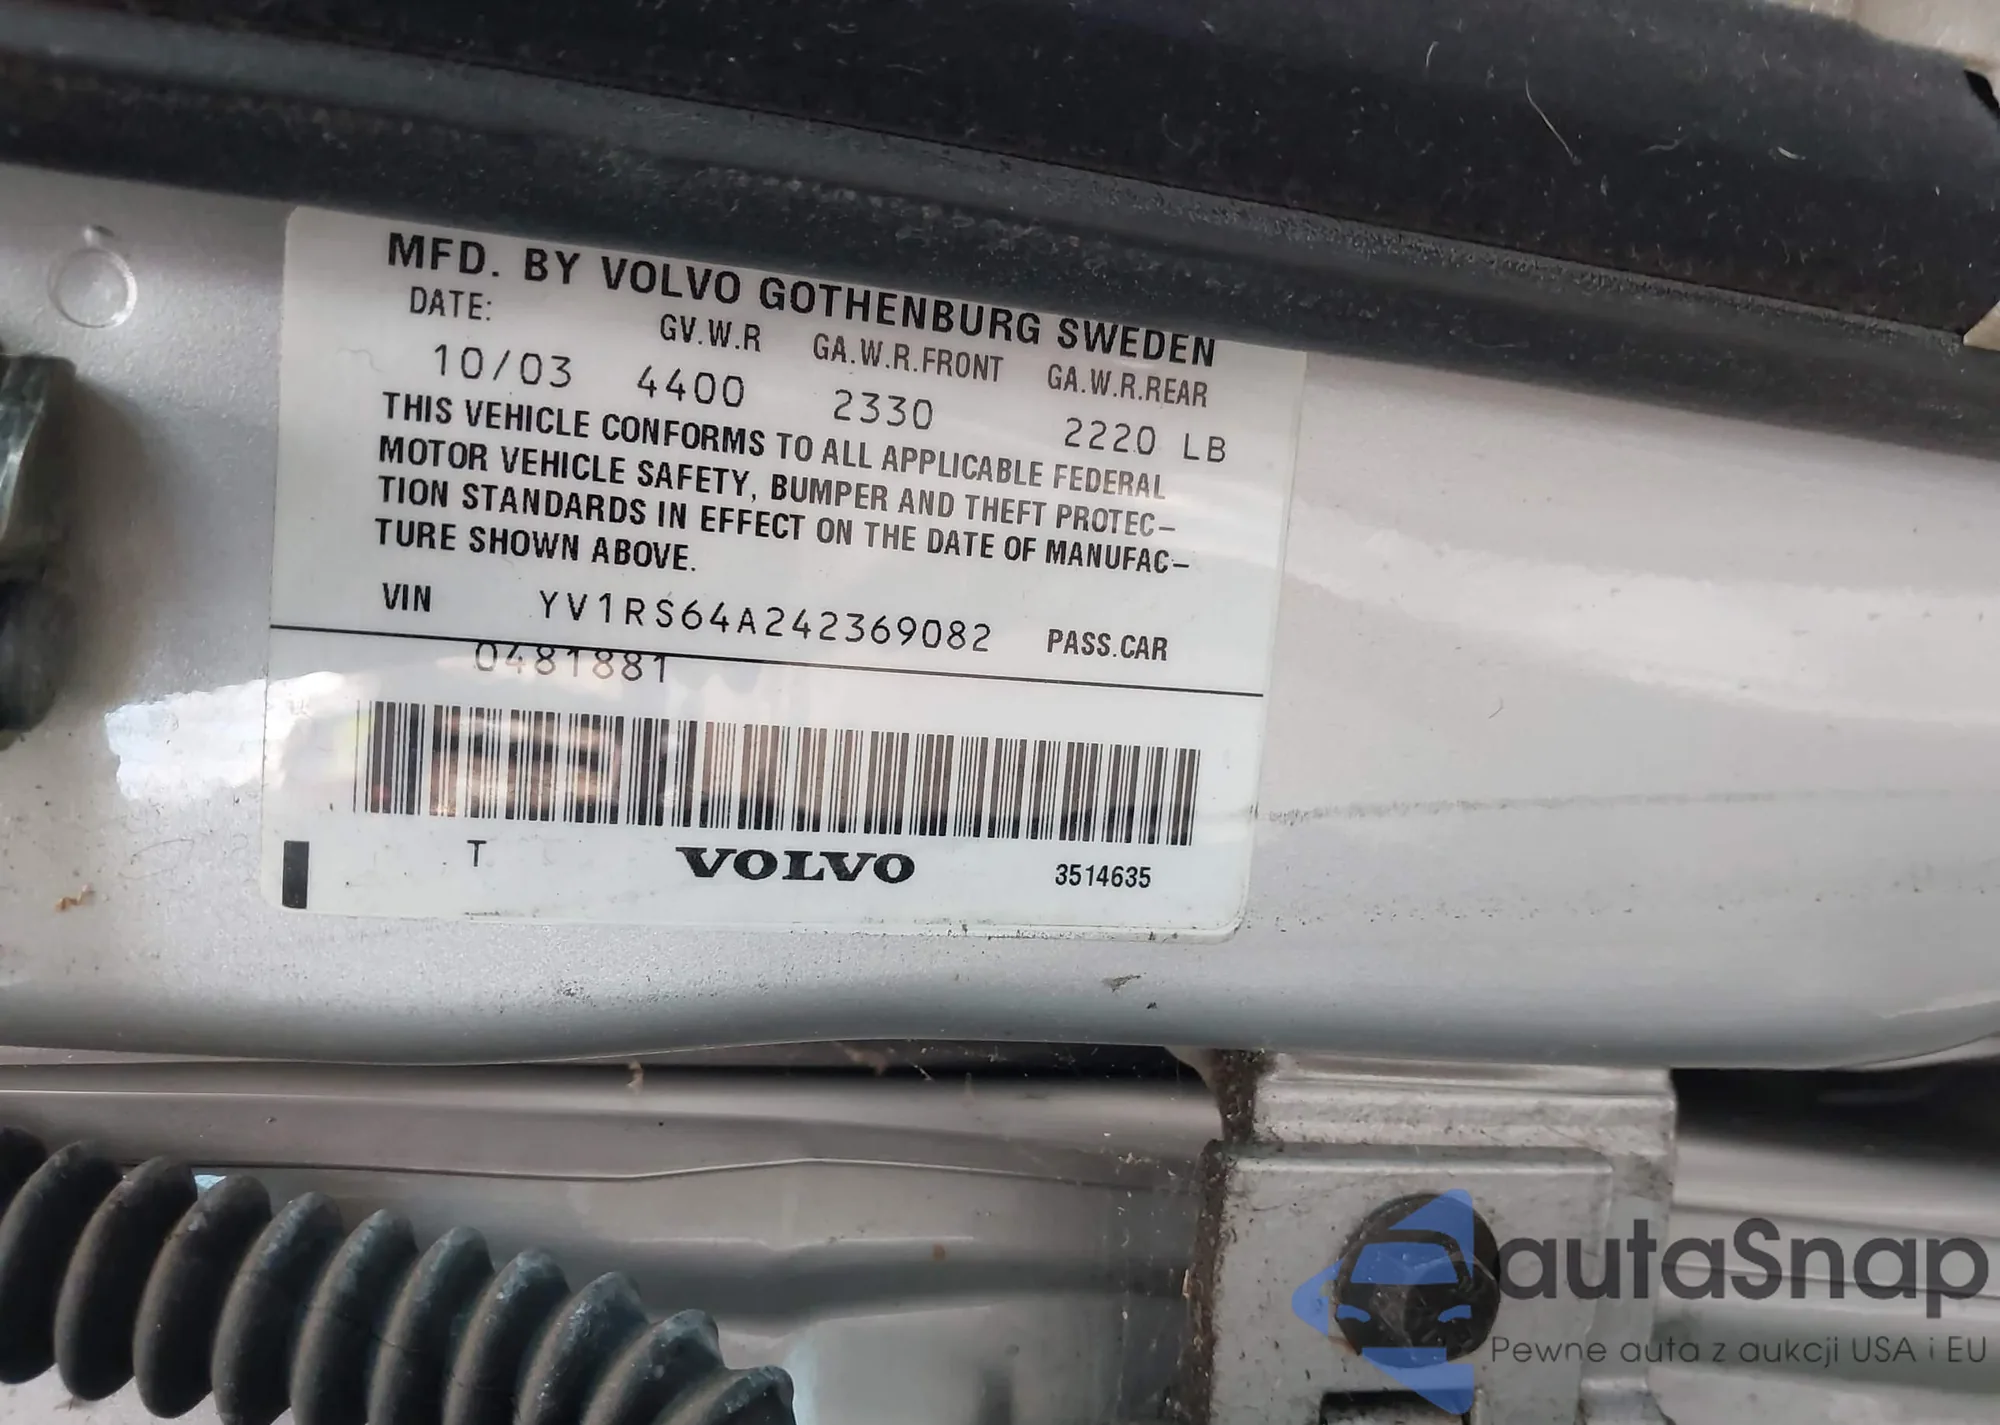 MFD. BY VOLVO GOTHENBURG SWEDEN
DATE: GV.W.R GA.W.R.FRONT GA.W.R.REAR
10/03 4400 2330 2220 LB
THIS VEHICLE CONFORMS TO ALL APPLICABLE FEDERAL
MOTOR VEHICLE SAFETY, BUMPER AND THEFT PROTEC–
TION STANDARDS IN EFFECT ON THE DATE OF MANUFAC–
TURE SHOWN ABOVE.
VIN YV1RS64A242369082 PASS.CAR
0481881
T VOLVO 3514635
autaSnap
Pewne auta z aukcji USA i EU